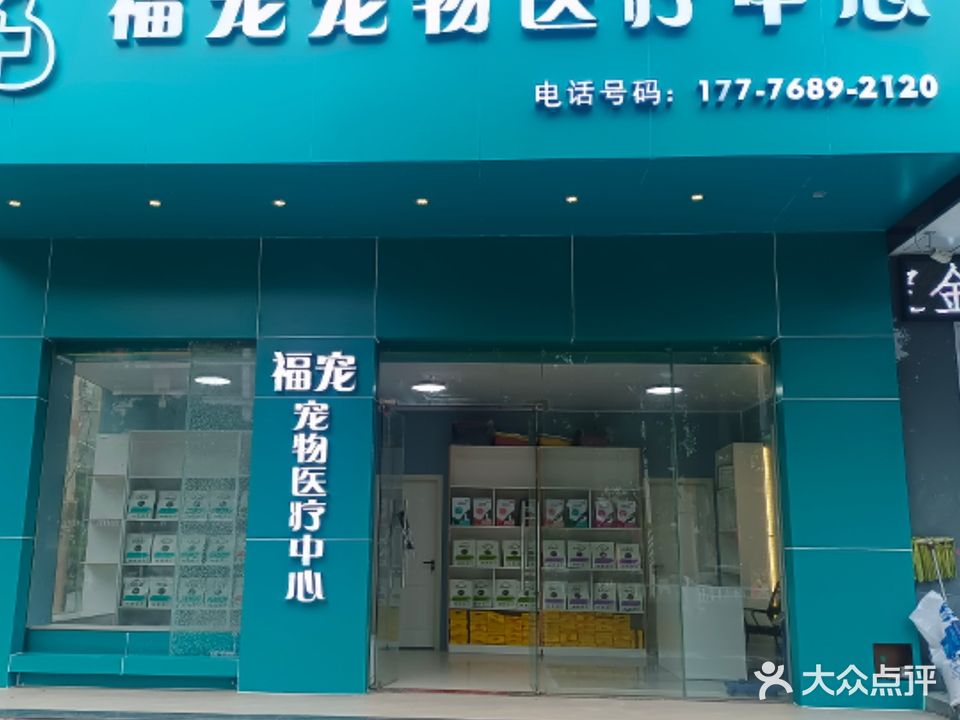 福宠宠物医疗中心
电话号码：177-7689-2120
金
福宠
宠物医疗中心
大众点评